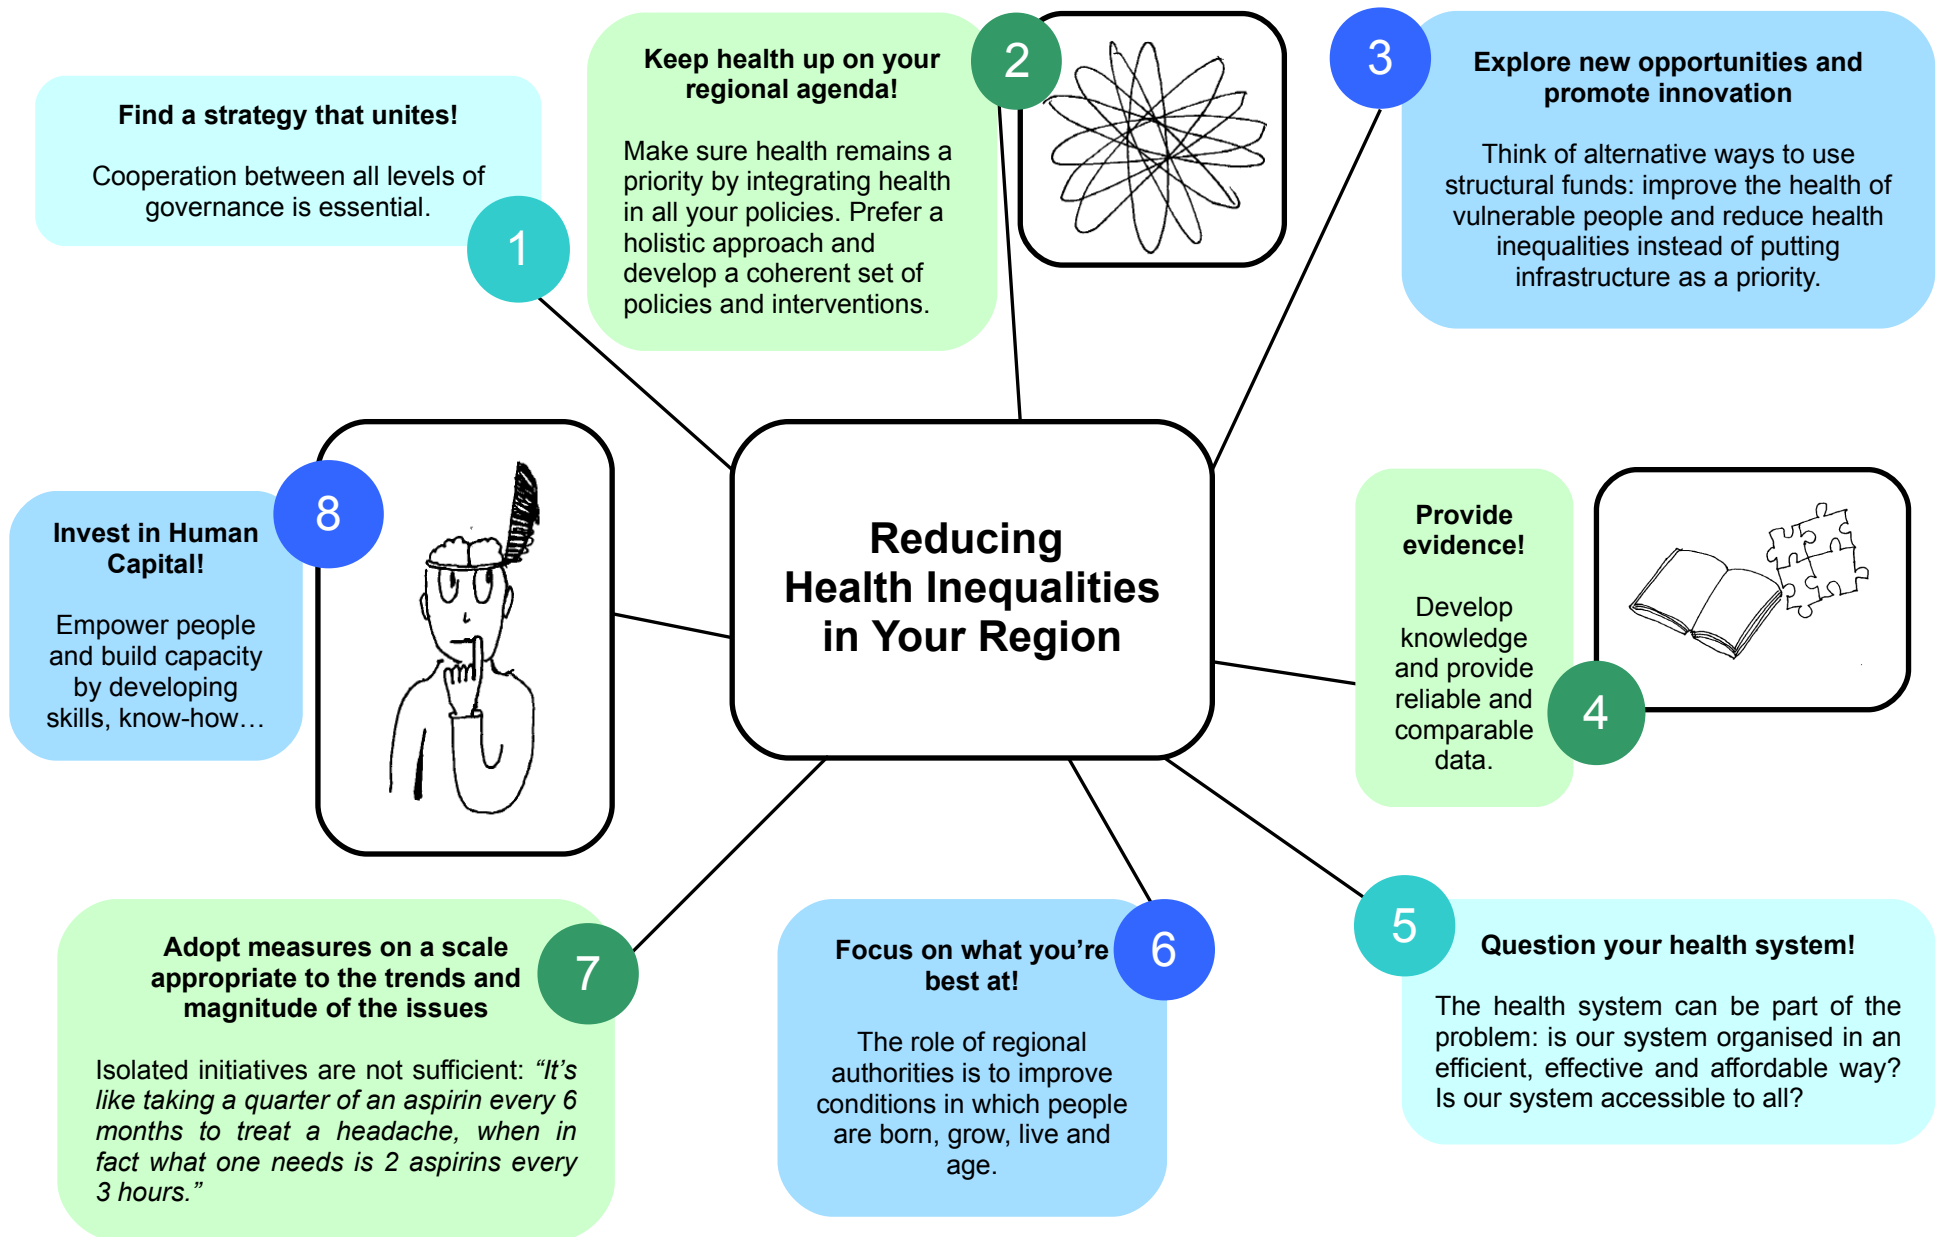 Find a strategy that unites!
Cooperation between all levels of
governance is essential.
1
Keep health up on your
regional agenda!
Make sure health remains a
priority by integrating health
in all your policies. Prefer a
holistic approach and
develop a coherent set of
policies and interventions.
2
3
Explore new opportunities and
promote innovation
Think of alternative ways to use
structural funds: improve the health of
vulnerable people and reduce health
inequalities instead of putting
infrastructure as a priority.
Reducing
Health Inequalities
in Your Region
Provide
evidence!
Develop
knowledge
and provide
reliable and
comparable
data.
4
5
Question your health system!
The health system can be part of the
problem: is our system organised in an
efficient, effective and affordable way?
Is our system accessible to all?
Focus on what you’re
best at!
The role of regional
authorities is to improve
conditions in which people
are born, grow, live and
age.
6
Adopt measures on a scale
appropriate to the trends and
magnitude of the issues
Isolated initiatives are not sufficient: “It’s
like taking a quarter of an aspirin every 6
months to treat a headache, when in
fact what one needs is 2 aspirins every
3 hours.”
7
Invest in Human
Capital!
Empower people
and build capacity
by developing
skills, know-how…
8